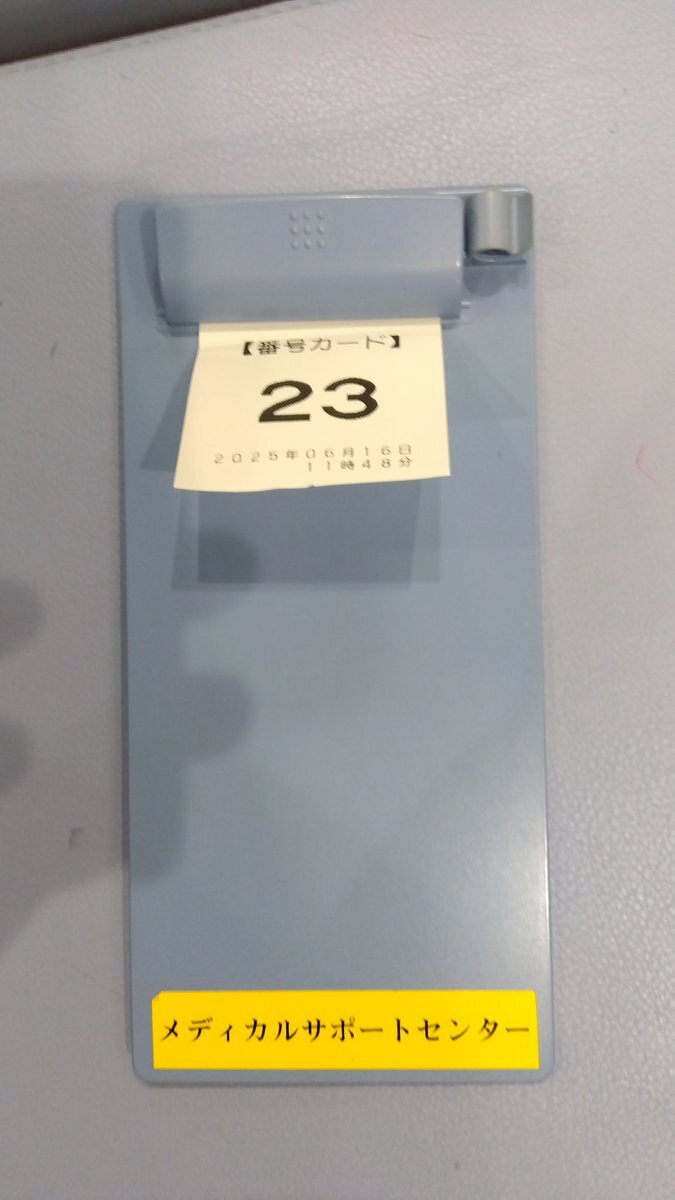 【番号カード】
23
2025年06月16日
11時48分
メディカルサポートセンター